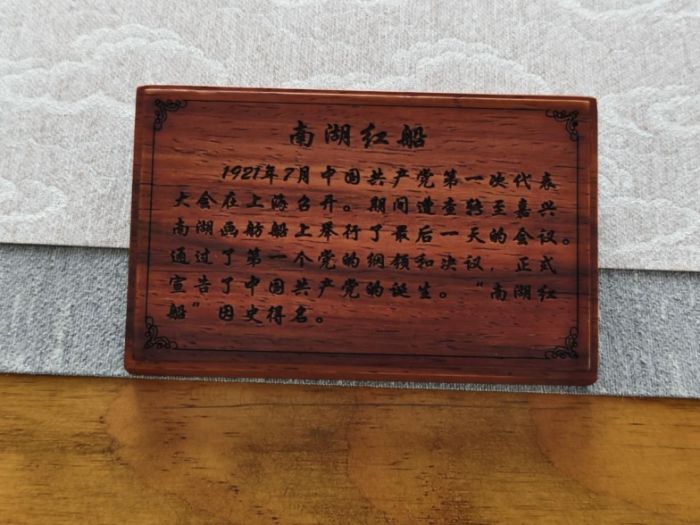 南湖红船
1921年7月中国共产党第一次代表
大会在上海召开。期间遭查转至嘉兴
南湖画舫船上举行了最后一天的会议。
通过了第一个党的纲领和决议，正式
宣告了中国共产党的诞生。“南湖红
船”因史得名。